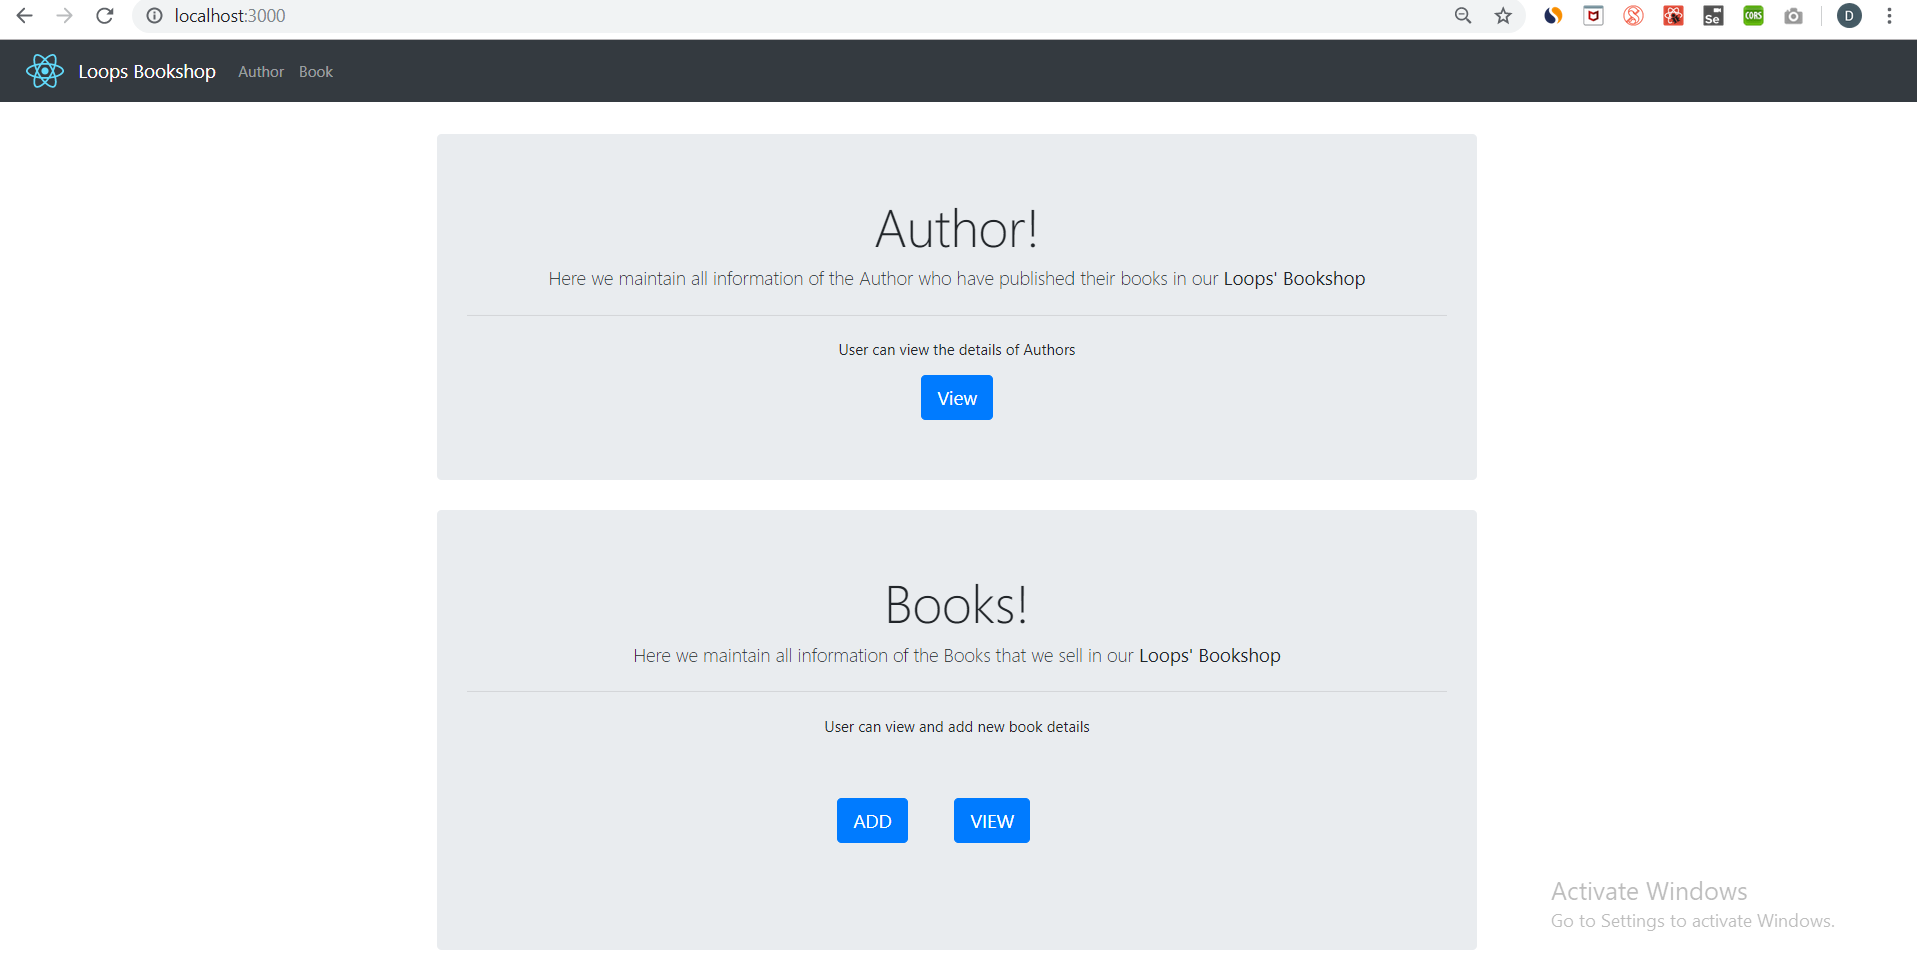 localhost:3000
Se
CORS
D
Loops Bookshop Author Book
Author!
Here we maintain all information of the Author who have published their books in our Loops' Bookshop
User can view the details of Authors
View
Books!
Here we maintain all information of the Books that we sell in our Loops' Bookshop
User can view and add new book details
ADD VIEW
Activate Windows
Go to Settings to activate Windows.